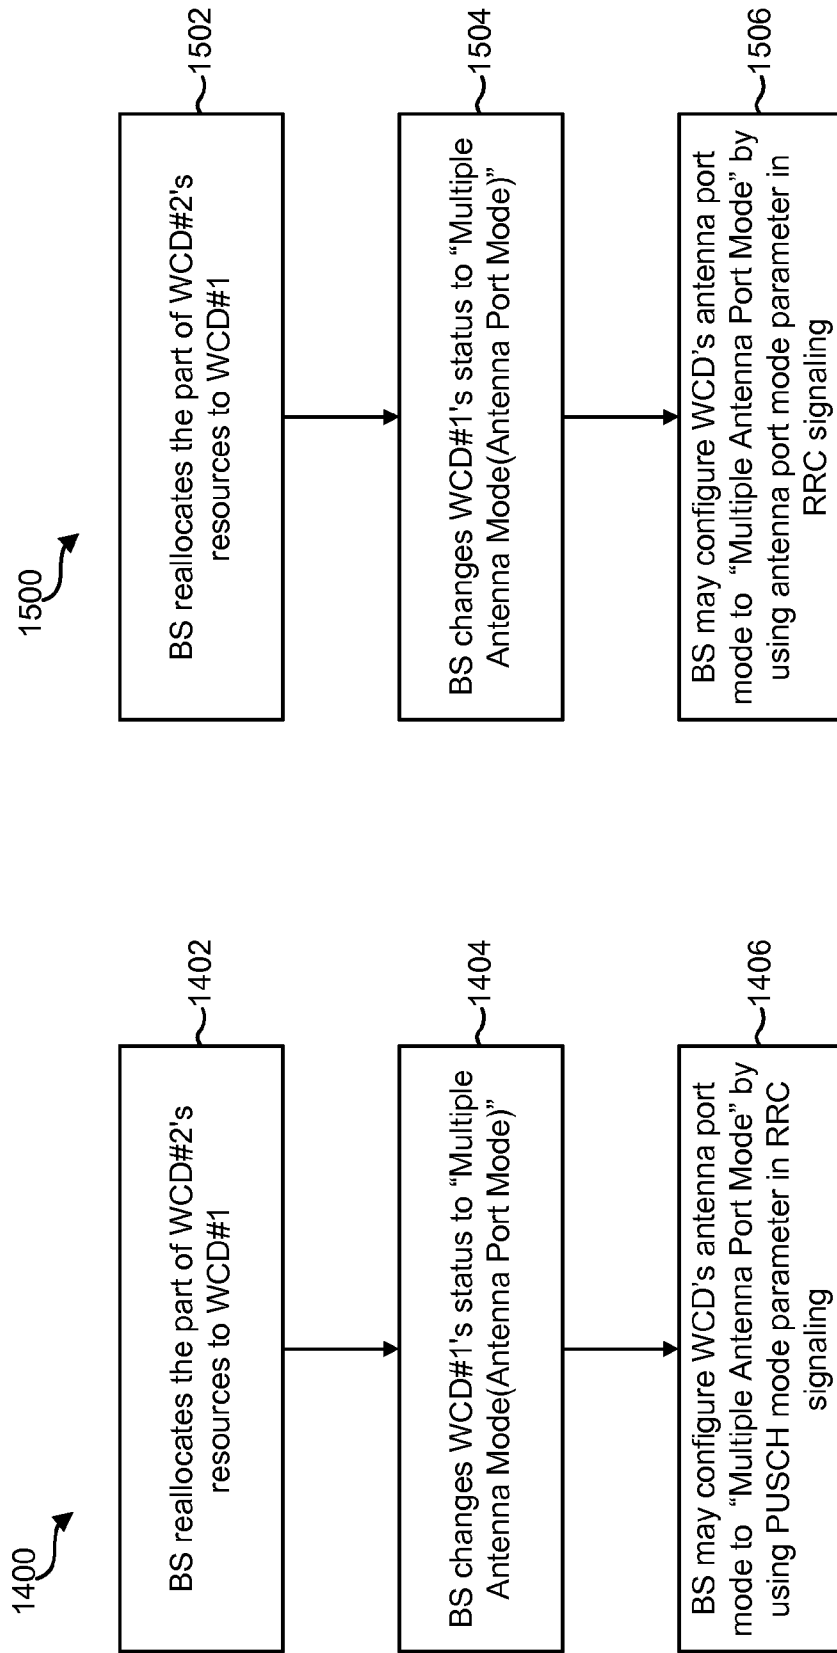 1400
BS reallocates the part of WCD#2's
resources to WCD#1
1402
BS changes WCD#1's status to “Multiple
Antenna Mode(Antenna Port Mode)”
1404
BS may configure WCD’s antenna port
mode to “Multiple Antenna Port Mode” by
using PUSCH mode parameter in RRC
signaling
1406
1500
BS reallocates the part of WCD#2's
resources to WCD#1
1502
BS changes WCD#1's status to “Multiple
Antenna Mode(Antenna Port Mode)”
1504
BS may configure WCD’s antenna port
mode to “Multiple Antenna Port Mode” by
using antenna port mode parameter in
RRC signaling
1506